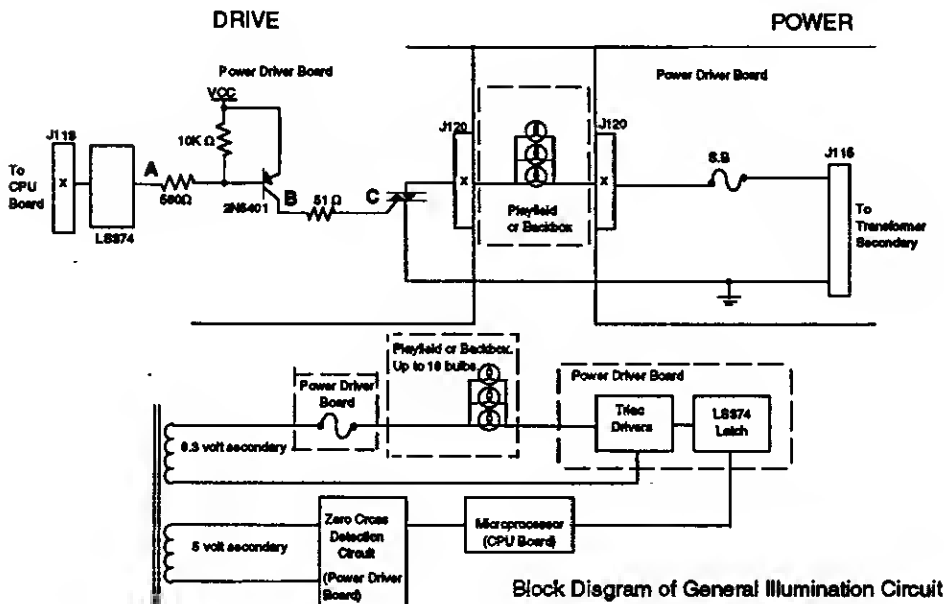 DRIVE
POWER
Power Driver Board
Power Driver Board
VCC
J120
J120
J115
10K Ω
S.B
To
CPU
Board
X
A
560Ω
LS374
2N5401
B
51 Ω
C
X
X
Playfield
or Backbox
To
Transformer
Secondary
Playfield or Backbox.
Up to 18 bulbs.
Power Driver
Board
Power Driver Board
Triac
Drivers
LS374
Latch
6.3 volt secondary
5 volt secondary
Zero Cross
Detection
Circuit
(Power Driver
Board)
Microprocessor
(CPU Board)
Block Diagram of General Illumination Circuit